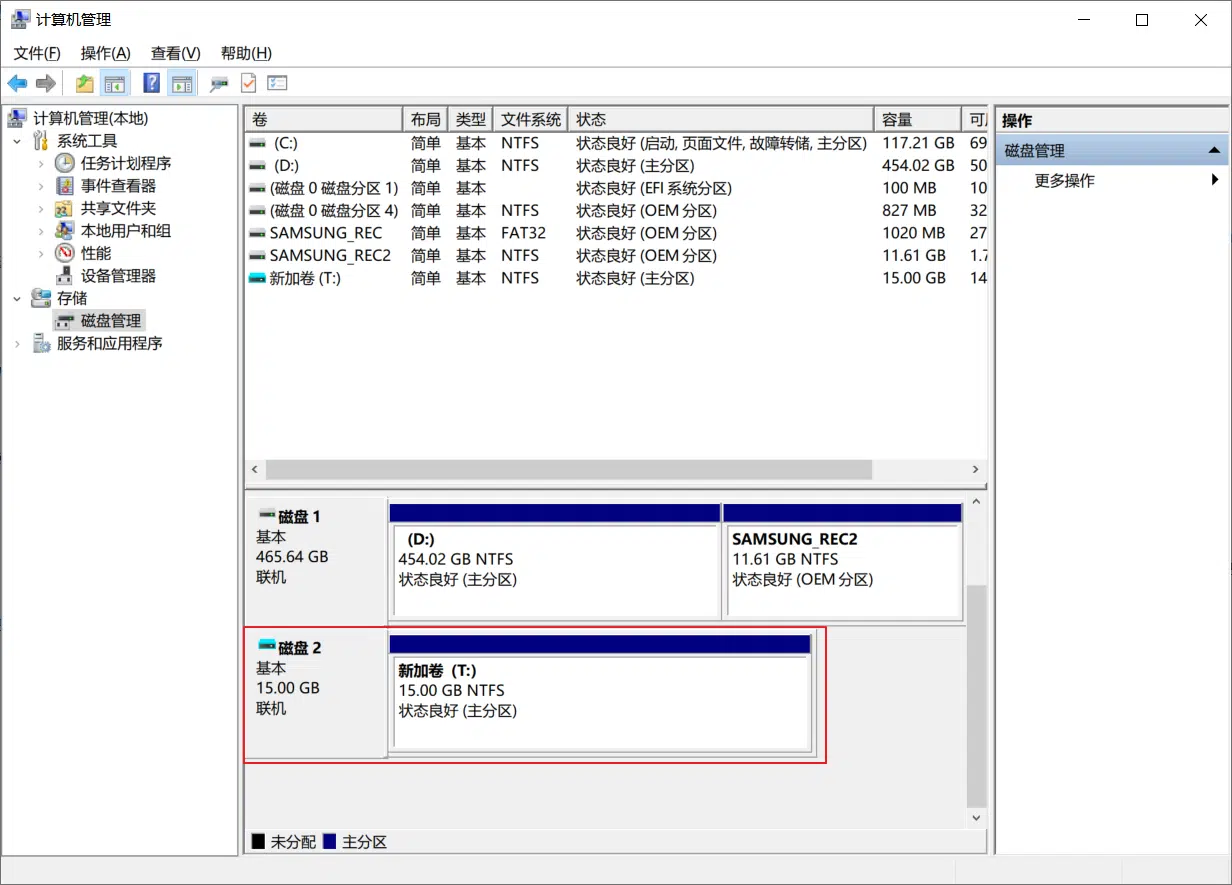 计算机管理
文件(F) 操作(A) 查看(V) 帮助(H)
计算机管理(本地)
系统工具
任务计划程序
事件查看器
共享文件夹
本地用户和组
性能
设备管理器
存储
磁盘管理
服务和应用程序
卷 布局 类型 文件系统 状态 容量
(C:) 简单 基本 NTFS 状态良好 (启动, 页面文件, 故障转储, 主分区) 117.21 GB 69
(D:) 简单 基本 NTFS 状态良好 (主分区) 454.02 GB 50
(磁盘 0 磁盘分区 1) 简单 基本 状态良好 (EFI 系统分区) 100 MB 10
(磁盘 0 磁盘分区 4) 简单 基本 NTFS 状态良好 (OEM 分区) 827 MB 32
SAMSUNG_REC 简单 基本 FAT32 状态良好 (OEM 分区) 1020 MB 27
SAMSUNG_REC2 简单 基本 NTFS 状态良好 (OEM 分区) 11.61 GB 1.7
新加卷 (T:) 简单 基本 NTFS 状态良好 (主分区) 15.00 GB 14
磁盘 1
基本
465.64 GB
联机
(D:)
454.02 GB NTFS
状态良好 (主分区)
SAMSUNG_REC2
11.61 GB NTFS
状态良好 (OEM 分区)
磁盘 2
基本
15.00 GB
联机
新加卷 (T:)
15.00 GB NTFS
状态良好 (主分区)
未分配 主分区
操作
磁盘管理
更多操作